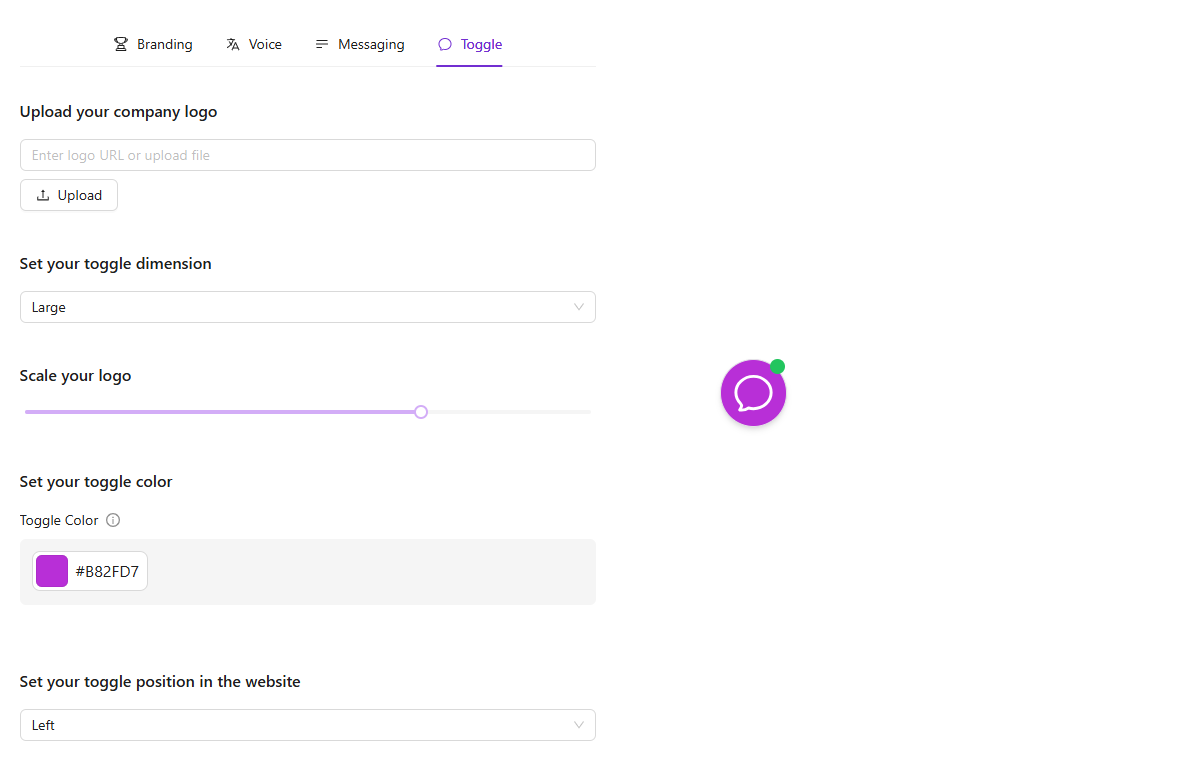 Branding Voice Messaging Toggle
Upload your company logo
Enter logo URL or upload file
Upload
Set your toggle dimension
Large
Scale your logo
Set your toggle color
Toggle Color
#B82FD7
Set your toggle position in the website
Left